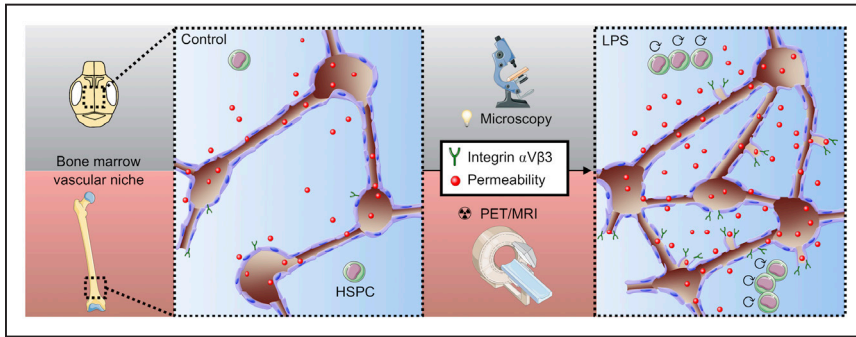 Control
LPS
Microscopy
Bone marrow
vascular niche
Integrin αVβ3
Permeability
PET/MRI
HSPC